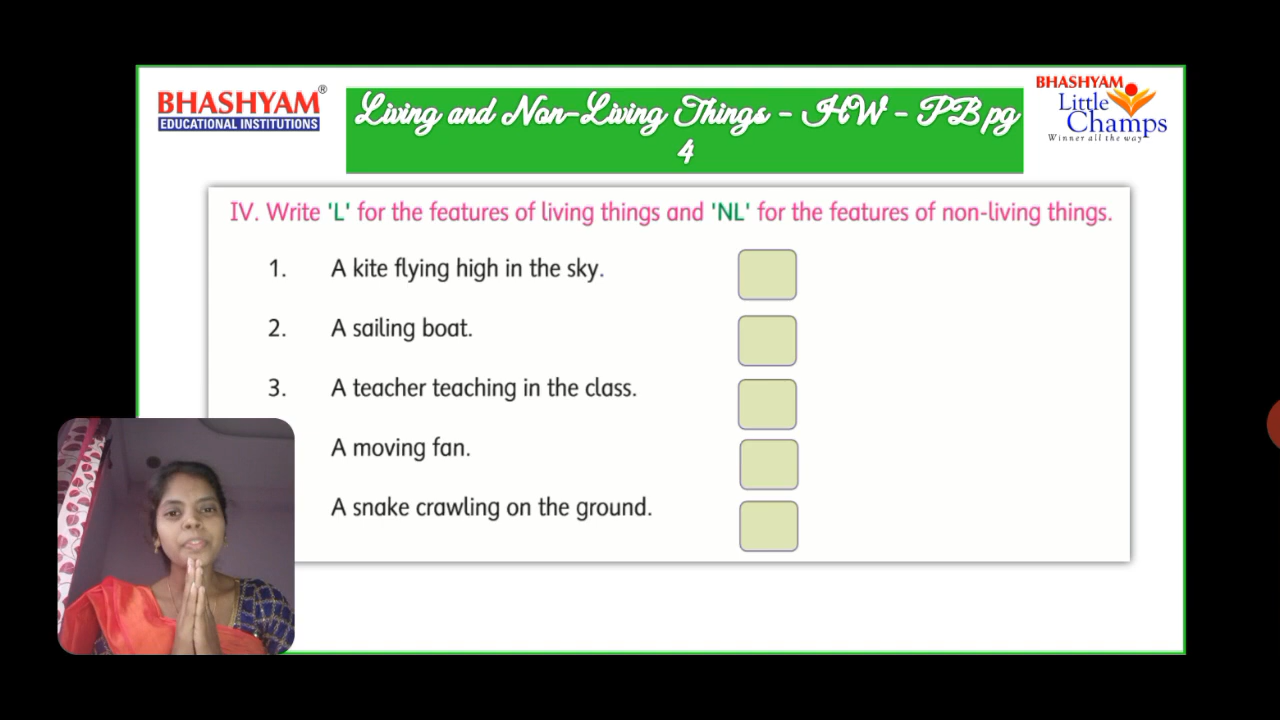 BHASHYAM®
EDUCATIONAL INSTITUTIONS
Living and Non-Living Things - HW - PB pg
4
BHASHYAM
Little
Champs
Winner all the way
IV. Write 'L' for the features of living things and 'NL' for the features of non-living things.
1. A kite flying high in the sky.
2. A sailing boat.
3. A teacher teaching in the class.
A moving fan.
A snake crawling on the ground.